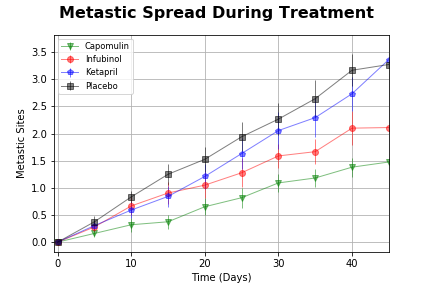 Metastic Spread During Treatment
Capomulin
Infubinol
Ketapril
Placebo
3.5
3.0
2.5
2.0
1.5
1.0
0.5
0.0
Metastic Sites
0
10
20
30
40
Time (Days)